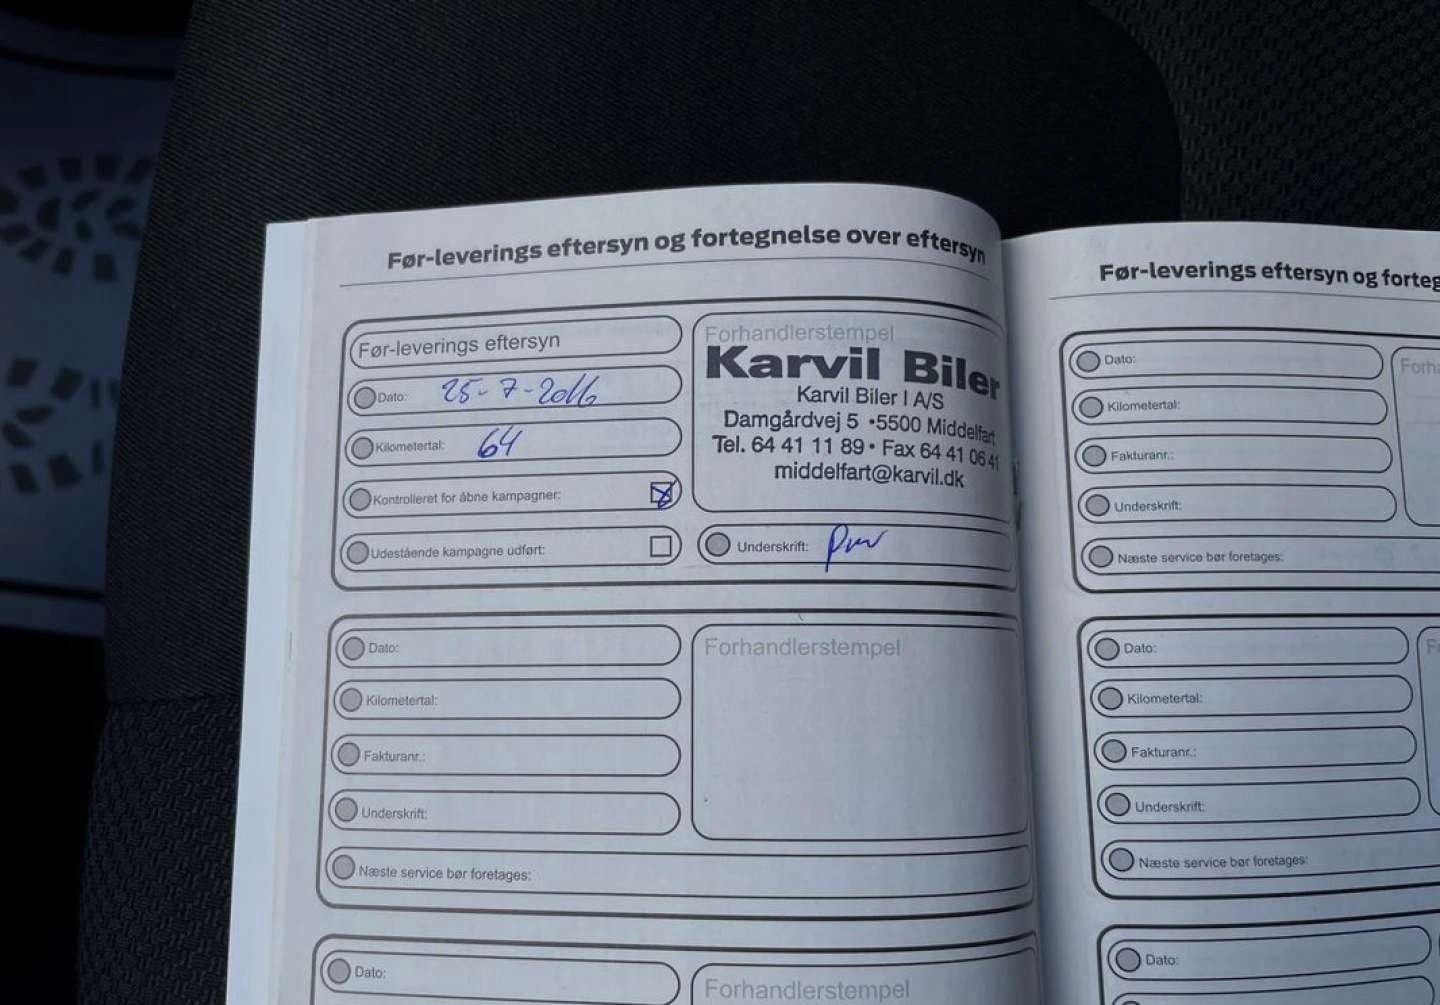 Før-leverings eftersyn og fortegnelse over eftersyn
Før-leverings eftersyn
Dato: 25-7-2016
Kilometertal: 64
Kontrolleret for åbne kampagner:
Udestående kampagne udført:
Forhandlerstempel
Karvil Biler
Karvil Biler I A/S
Damgårdvej 5 • 5500 Middelfart
Tel. 64 41 11 89 • Fax 64 41 06 41
middelfart@karvil.dk
Underskrift:
Dato:
Kilometertal:
Fakturanr.:
Underskrift:
Næste service bør foretages:
Forhandlerstempel
Dato:
Forhandlerstempel
Før-leverings eftersyn og forteg
Dato:
Kilometertal:
Fakturanr.:
Underskrift:
Næste service bør foretages:
Forha
Dato:
Kilometertal:
Fakturanr.:
Underskrift:
Næste service bør foretages:
Dato: